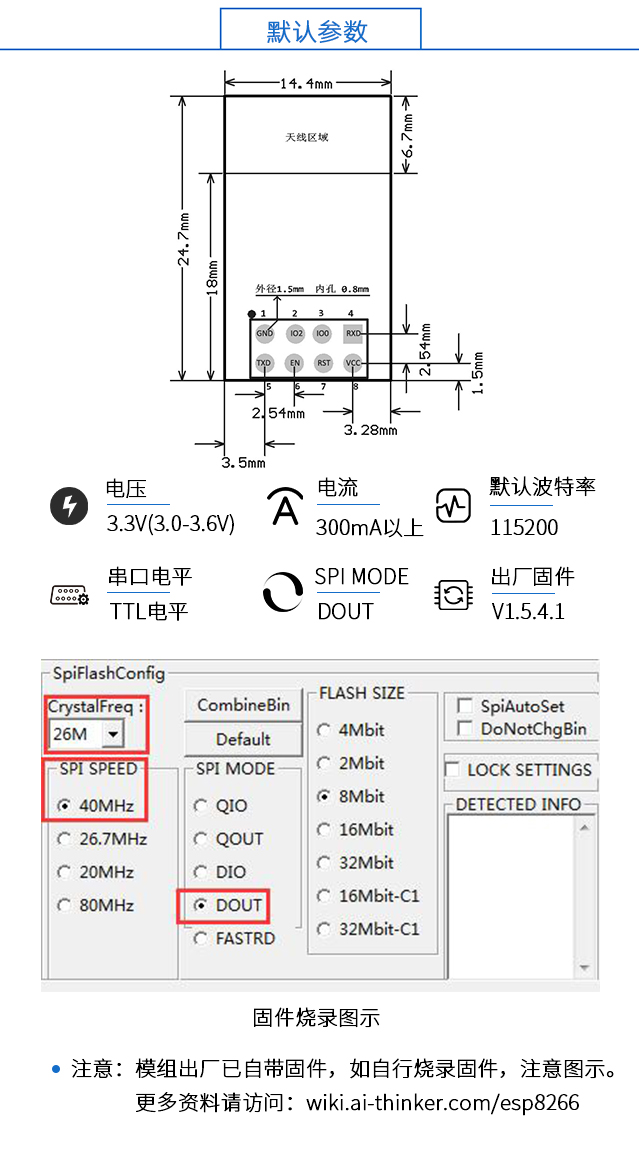 默认参数
14.4mm
天线区域
6.7mm
24.7mm
18mm
外径1.5mm 内孔 0.8mm
1 2 3 4
GND IO2 IO0 RXD
TXD EN RST VCC
5 6 7 8
2.54mm
1.5mm
2.54mm
3.28mm
3.5mm
电压
3.3V(3.0-3.6V)
电流
300mA以上
默认波特率
115200
串口电平
TTL电平
SPI MODE
DOUT
出厂固件
V1.5.4.1
SpiFlashConfig
CrystalFreq :
26M
CombineBin
Default
SPI SPEED
40MHz
26.7MHz
20MHz
80MHz
SPI MODE
QIO
QOUT
DIO
DOUT
FASTRD
FLASH SIZE
4Mbit
2Mbit
8Mbit
16Mbit
32Mbit
16Mbit-C1
32Mbit-C1
SpiAutoSet
DoNotChgBin
LOCK SETTINGS
DETECTED INFO
固件烧录图示
注意：模组出厂已自带固件，如自行烧录固件，注意图示。
更多资料请访问：wiki.ai-thinker.com/esp8266